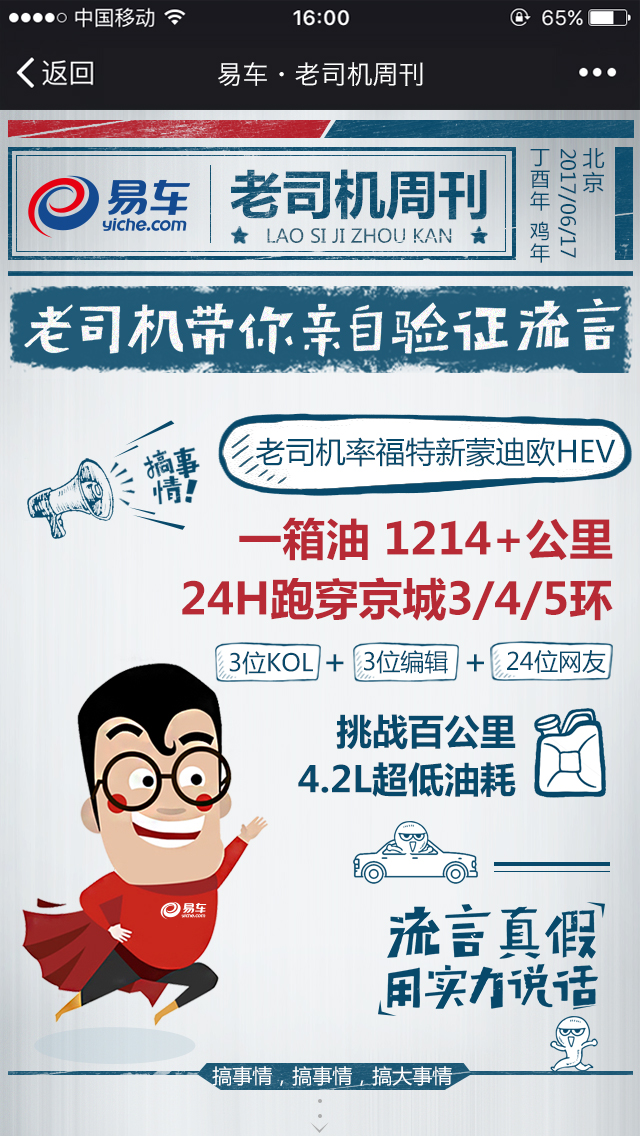 中国移动
16:00
65%
返回
易车·老司机周刊
易车
yiche.com
老司机周刊
LAO SI JI ZHOU KAN
北京
2017/06/17
丁酉年 鸡年
老司机带你亲自验证流言
搞事
情!
老司机率福特新蒙迪欧HEV
一箱油 1214+公里
24H跑穿京城3/4/5环
3位KOL + 3位编辑 + 24位网友
挑战百公里
4.2L超低油耗
易车
yiche.com
流言真假
用实力说话
搞事情，搞事情，搞大事情